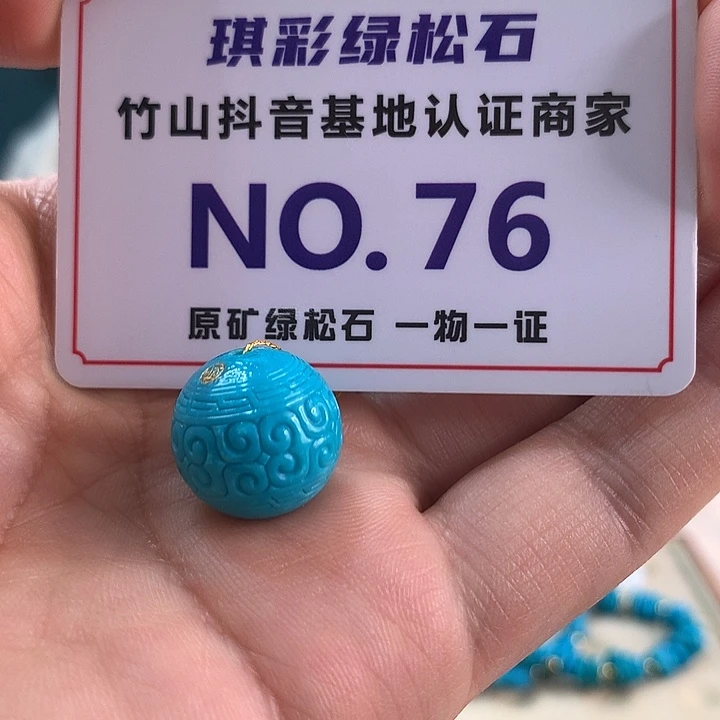 琪彩绿松石
竹山抖音基地认证商家
NO.76
原矿绿松石 一物一证